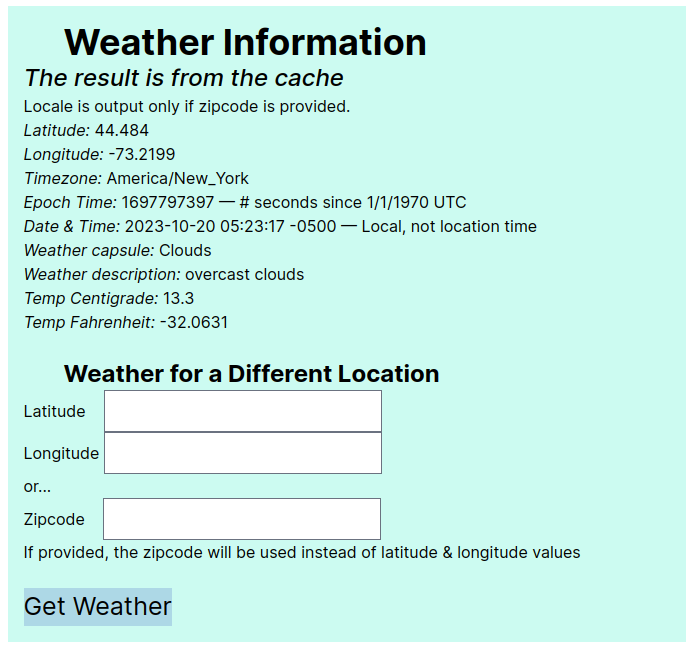 Weather Information
The result is from the cache
Locale is output only if zipcode is provided.
Latitude: 44.484
Longitude: -73.2199
Timezone: America/New_York
Epoch Time: 1697797397 — # seconds since 1/1/1970 UTC
Date & Time: 2023-10-20 05:23:17 -0500 — Local, not location time
Weather capsule: Clouds
Weather description: overcast clouds
Temp Centigrade: 13.3
Temp Fahrenheit: -32.0631
Weather for a Different Location
Latitude
Longitude
or...
Zipcode
If provided, the zipcode will be used instead of latitude & longitude values
Get Weather